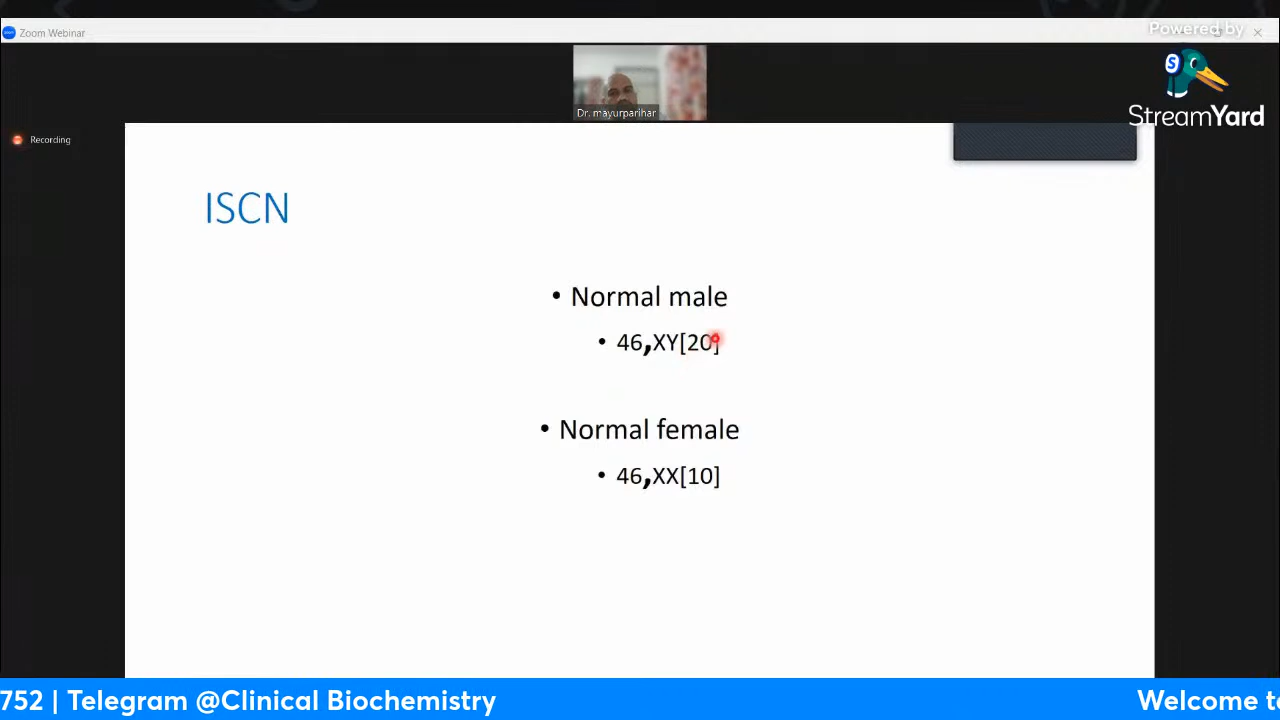 Powered by
Zoom Webinar
StreamYard
Dr. mayurparihar
Recording
ISCN
• Normal male
• 46,XY[20]
• Normal female
• 46,XX[10]
752 | Telegram @Clinical Biochemistry
Welcome to